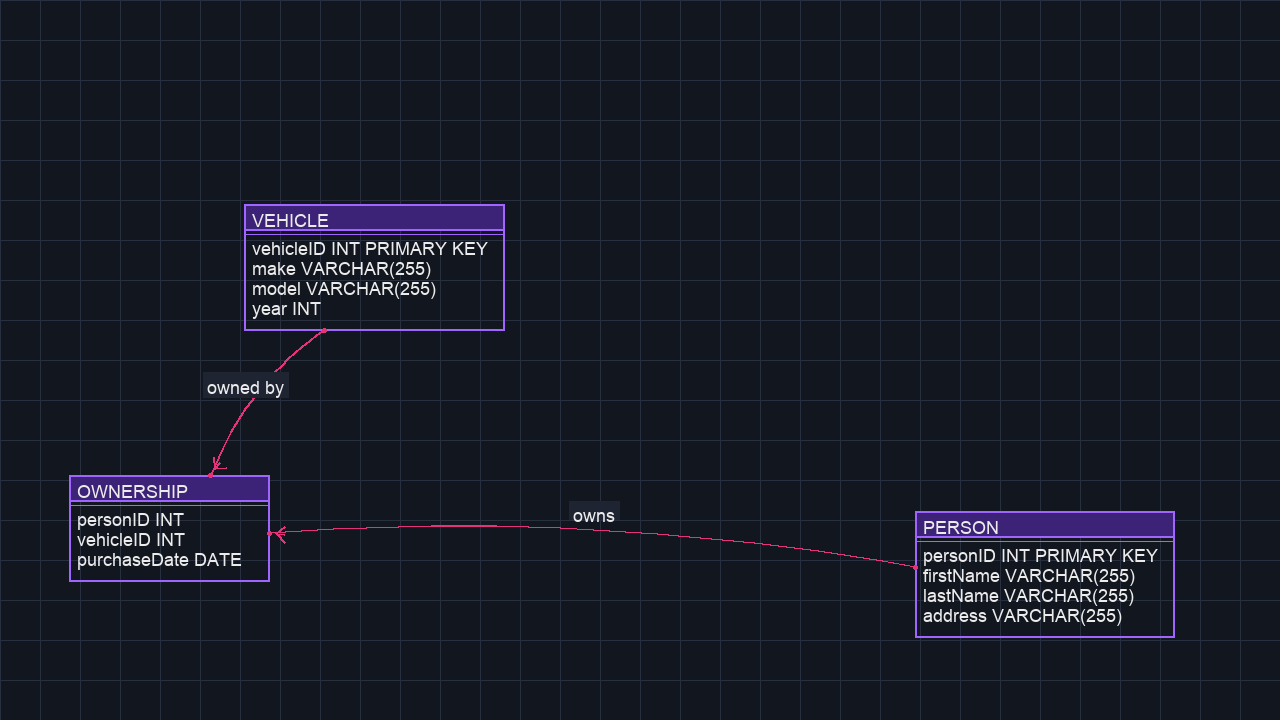 VEHICLE
vehicleID INT PRIMARY KEY
make VARCHAR(255)
model VARCHAR(255)
year INT
owned by
OWNERSHIP
personID INT
vehicleID INT
purchaseDate DATE
owns
PERSON
personID INT PRIMARY KEY
firstName VARCHAR(255)
lastName VARCHAR(255)
address VARCHAR(255)